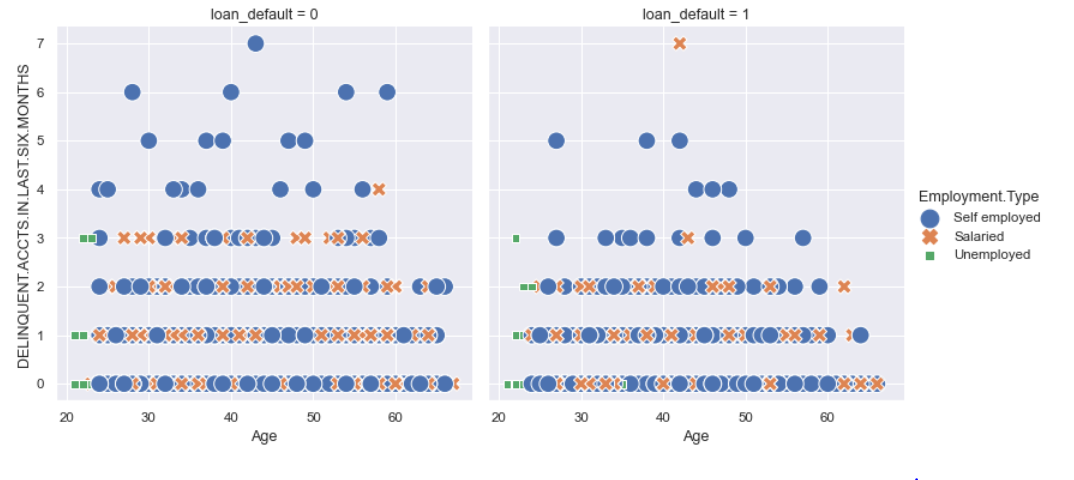 loan_default = 0
loan_default = 1
DELINQUENT.ACCTS.IN.LAST.SIX.MONTHS
7
6
5
4
3
2
1
0
20 30 40 50 60
20 30 40 50 60
Age
Age
Employment.Type
Self employed
Salaried
Unemployed